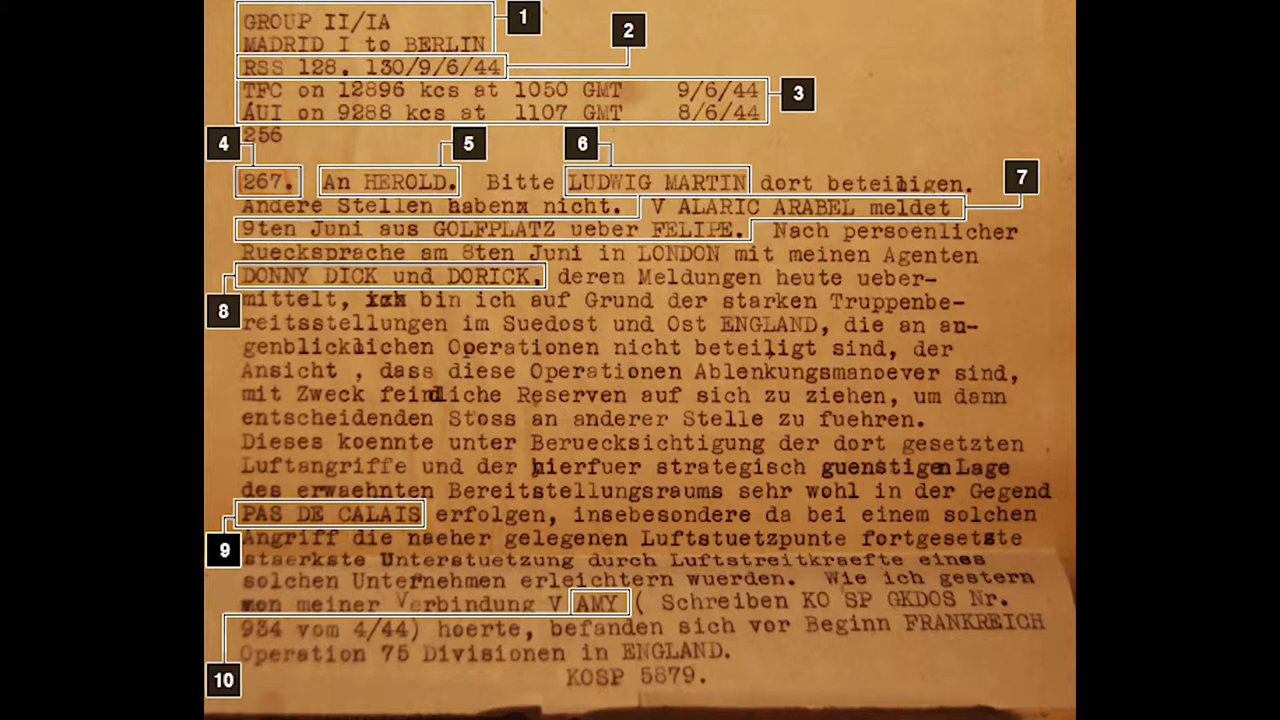 GROUP II/IA
1
MADRID I to BERLIN
2
RSS 128. 130/9/6/44
TFC on 12896 kcs at 1050 GMT 9/6/44
3
AUI on 9288 kcs at 1107 GMT 8/6/44
256
4
5
6
7
267. An HEROLD. Bitte LUDWIG MARTIN dort beteiligen.
Andere Stellen habenx nicht. V ALARIC ARABEL meldet
9ten Juni aus GOLFPLATZ ueber FELIPE. Nach persoenlicher
Ruecksprache am 8ten Juni in LONDON mit meinen Agenten
DONNY DICK und DORICK, deren Meldungen heute ueber-
8
mittelt, bin ich auf Grund der starken Truppenbe-
reitsstellungen im Suedost und Ost ENGLAND, die an au-
genblicklichen Operationen nicht beteiligt sind, der
Ansicht , dass diese Operationen Ablenkungsmanoever sind,
mit Zweck feindliche Reserven auf sich zu ziehen, um dann
entscheidenden Stoss an anderer Stelle zu fuehren.
Dieses koennte unter Beruecksichtigung der dort gesetzten
Luftangriffe und der hierfuer strategisch guenstigen Lage
des erwaehnten Bereitstellungsraums sehr wohl in der Gegend
PAS DE CALAIS erfolgen, insbesondere da bei einem solchen
9
Angriff die naeher gelegenen Luftstuetzpunte fortgesetste
staerkste Unterstuetzung durch Luftstreitkraefte eines
solchen Unternehmen erleichtern wuerden. Wie ich gestern
von meiner Verbindung V AMY ( Schreiben KO SP GKDOS Nr.
934 vom 4/44) hoerte, befanden sich vor Beginn FRANKREICH
Operation 75 Divisionen in ENGLAND.
10
KOSP 5879.